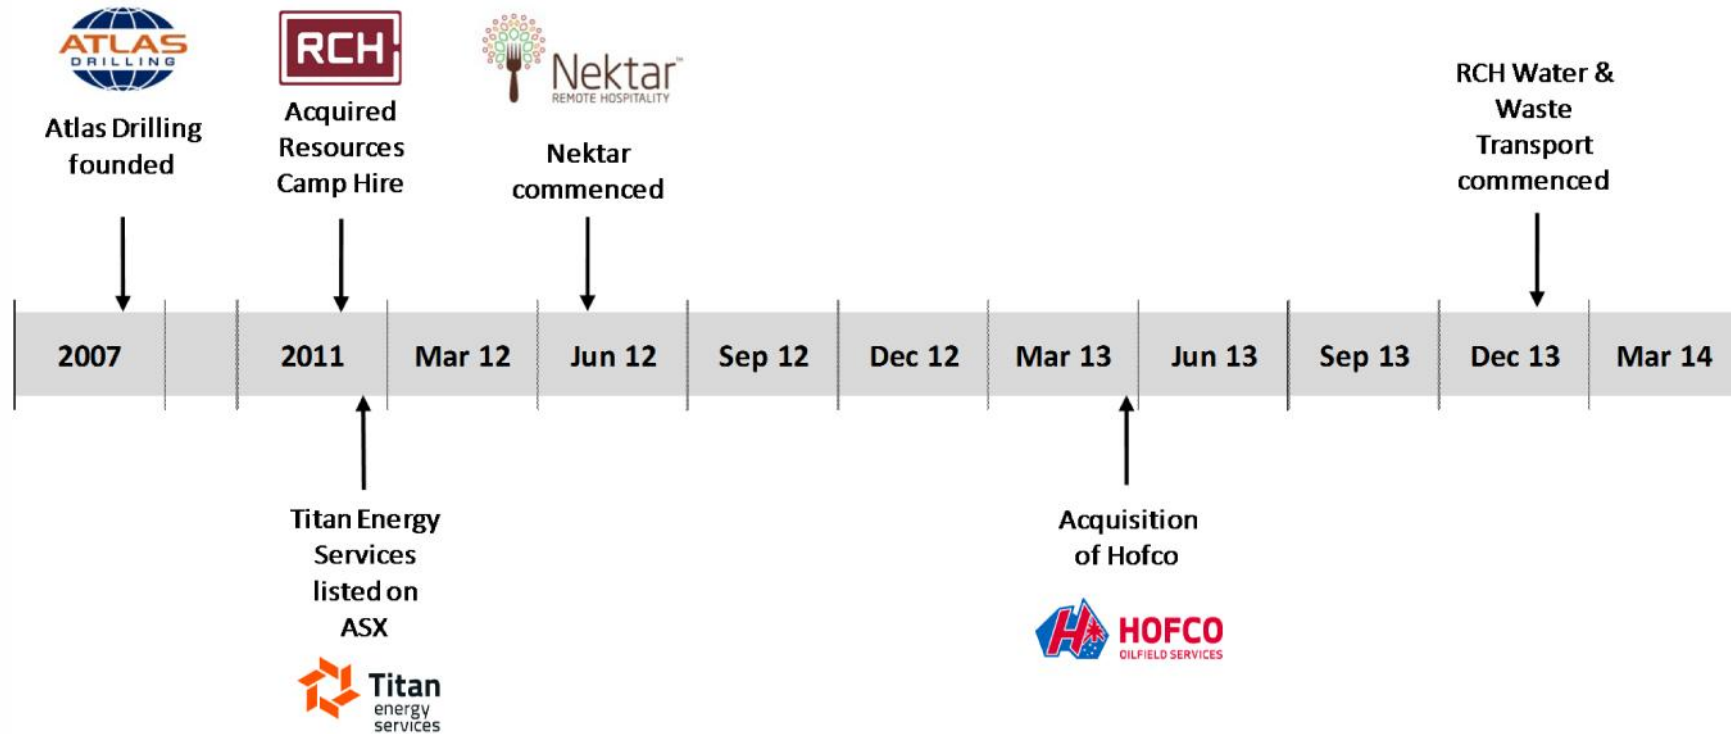 ATLAS
DRILLING
Atlas Drilling
founded
RCH
Acquired
Resources
Camp Hire
Nektar™
REMOTE HOSPITALITY
Nektar
commenced
RCH Water &
Waste
Transport
commenced
2007
2011
Mar 12
Jun 12
Sep 12
Dec 12
Mar 13
Jun 13
Sep 13
Dec 13
Mar 14
Titan Energy
Services
listed on
ASX
Titan
energy
services
Acquisition
of Hofco
H
HOFCO
OILFIELD SERVICES